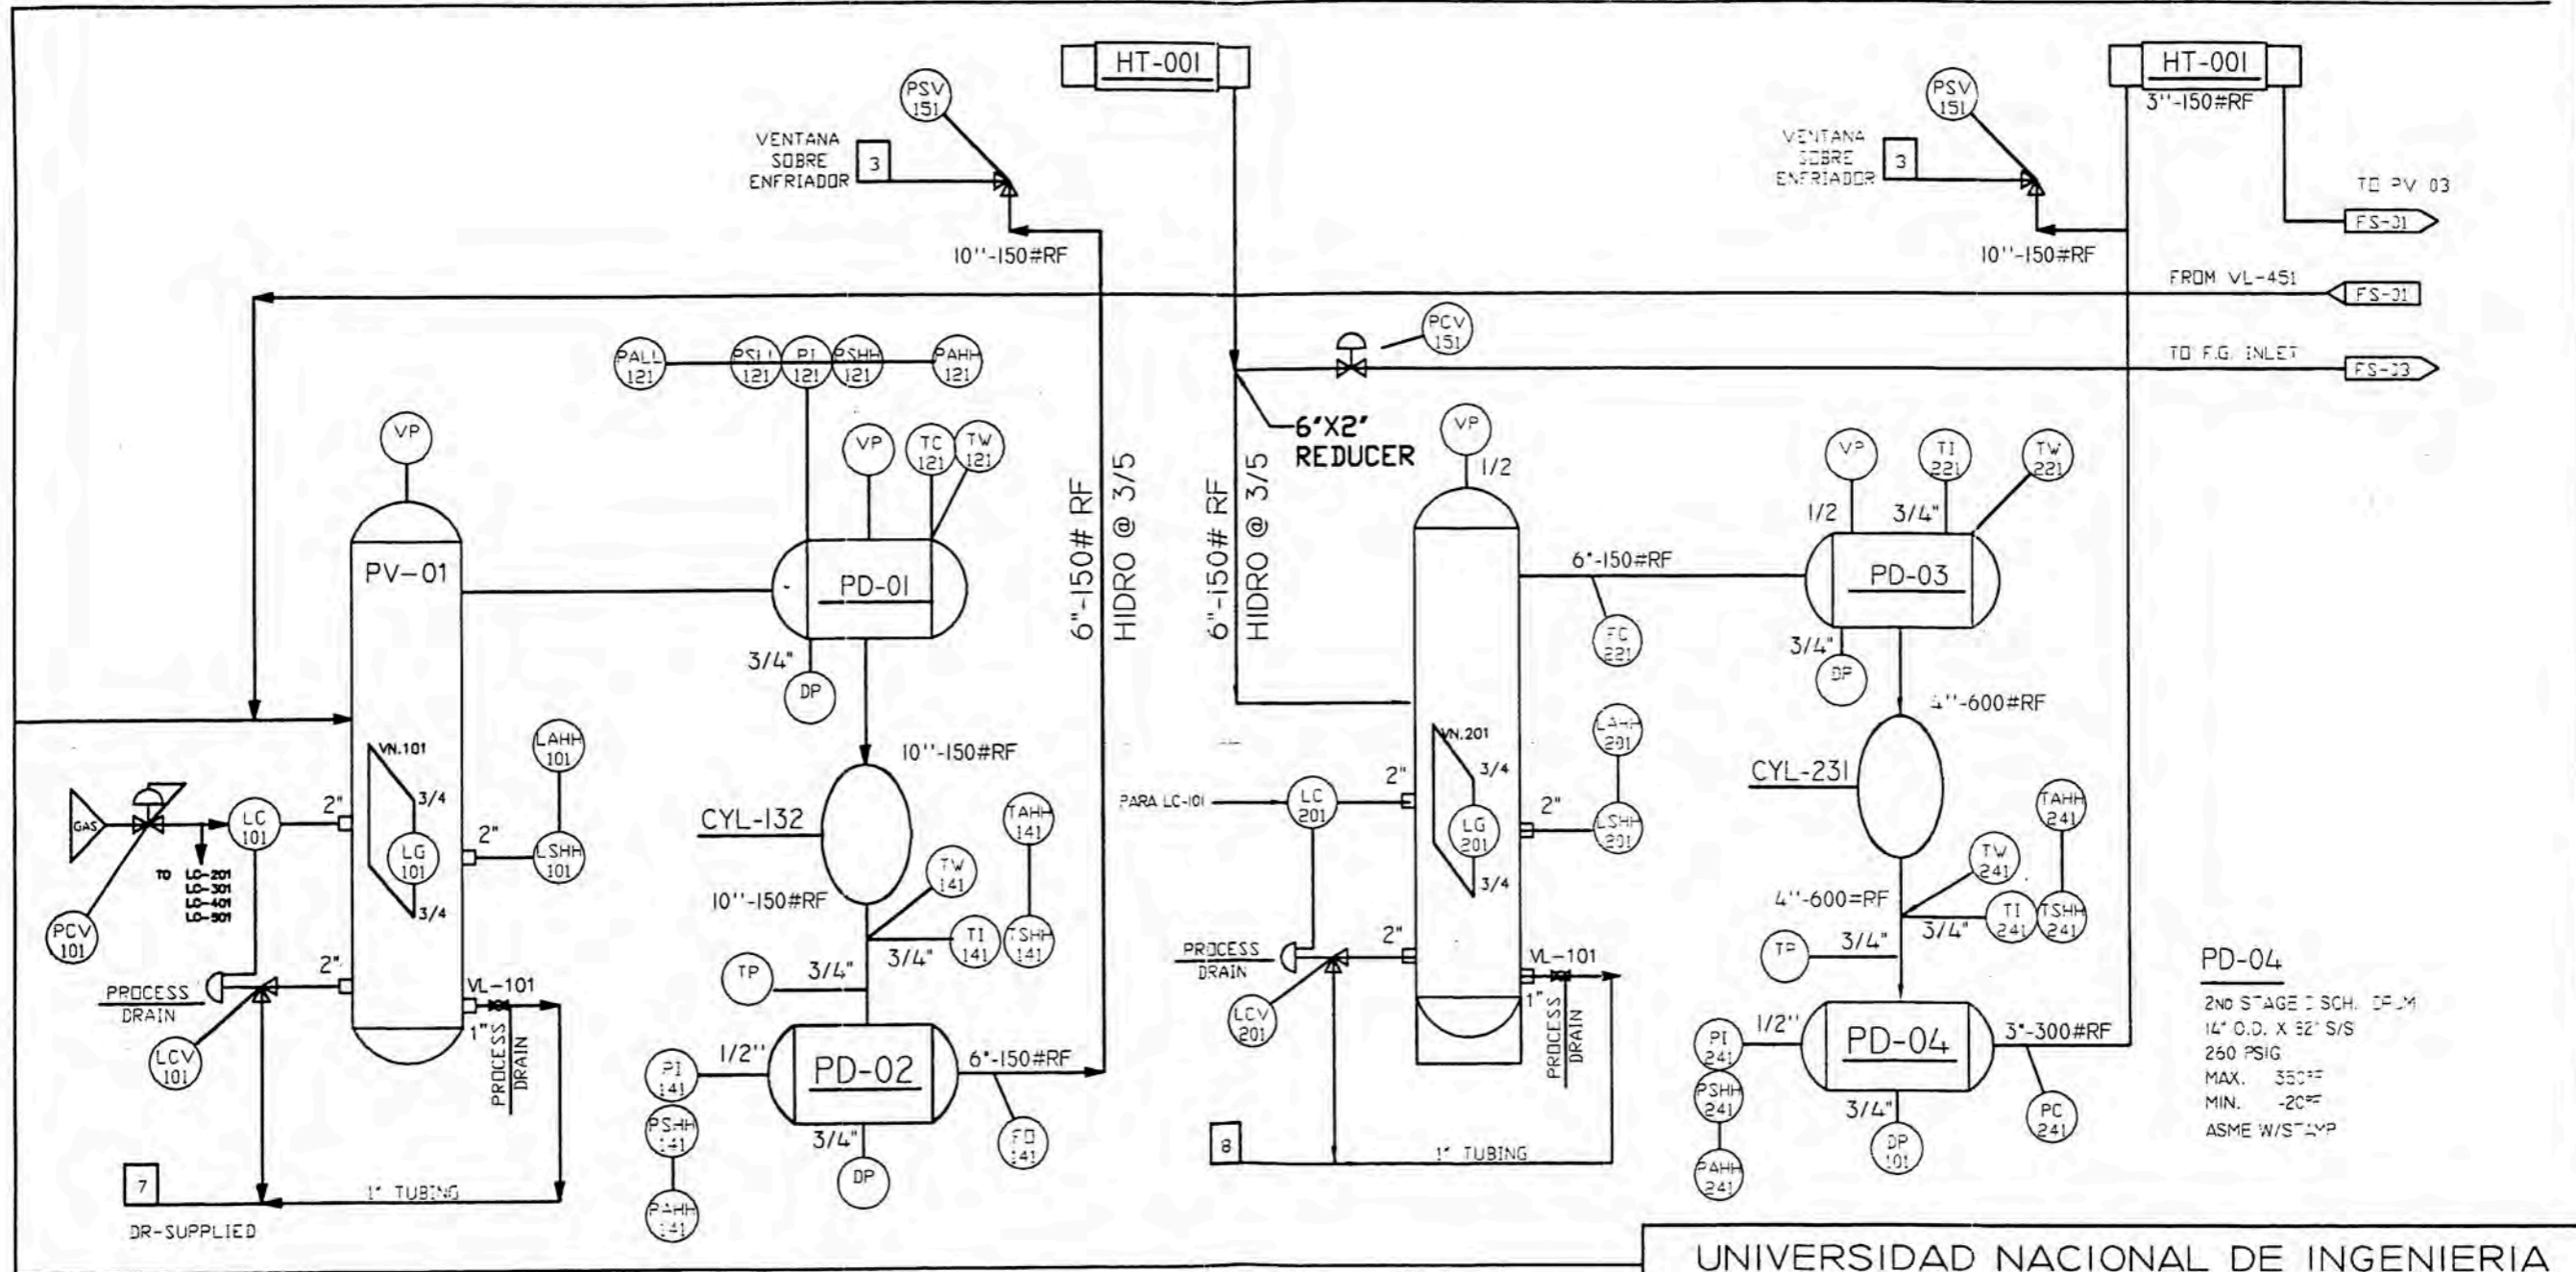 HT-001
PSV
151
VENTANA
SOBRE
ENFRIADOR
3
10''-150#RF
HT-001
3''-150#RF
PSV
151
VENTANA
SOBRE
ENFRIADOR
3
10''-150#RF
TO PV 03
FS-01
FROM VL-451
FS-01
TO F.G. INLET
FS-03
PCV
151
6"X2"
REDUCER
PALL
121
PSLL
121
PI
121
PSHH
121
PAHH
121
VP
VP
TC
121
TW
121
PV-01
PD-01
3/4"
DP
10''-150#RF
CYL-132
10''-150#RF
TW
141
TAHH
141
TI
141
TSHH
141
3/4"
TP
3/4"
1/2''
PD-02
6"-150#RF
PI
141
PSHH
141
PAHH
141
3/4"
DP
141
6"-150# RF
HIDRO @ 3/5
VN.101
3/4
LG
101
3/4
LAHH
101
2"
LSHH
101
GAS
LC
101
2"
TO
LC-201
LC-301
LC-401
LC-501
PCV
101
PROCESS
DRAIN
2"
LCV
101
VL-101
1"
PROCESS
DRAIN
7
1" TUBING
DR-SUPPLIED
6"-150# RF
HIDRO @ 3/5
VP
1/2
6"-150#RF
221
VP
1/2
TI
221
3/4"
TW
221
PD-03
3/4"
DP
4''-600#RF
CYL-231
VN.201
3/4
LG
201
3/4
LAHH
201
2"
LSHH
201
PARA LC-101
LC
201
2"
PROCESS
DRAIN
2"
LCV
201
VL-101
1"
PROCESS
DRAIN
8
1" TUBING
TAHH
241
TW
241
4''-600=RF
TI
241
TSHH
241
3/4"
TP
3/4"
1/2''
PD-04
3"-300#RF
PI
241
PSHH
241
PAHH
241
3/4"
DP
101
PC
241
PD-04
2ND STAGE
14" O.D. X S/S
260 PSIG
MAX.
MIN.
ASME
UNIVERSIDAD NACIONAL DE INGENIERIA